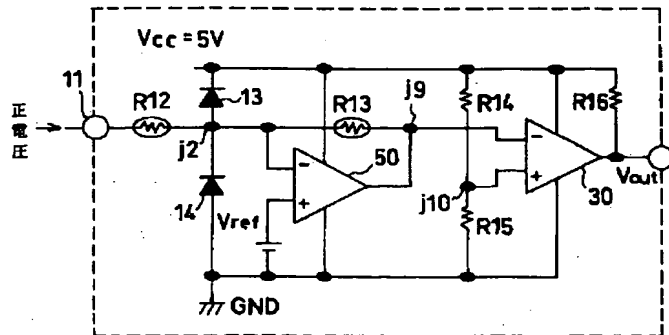 Vcc=5V
11
R12
13
R13
j9
R14
R16
正電圧
j2
50
14
Vref
j10
R15
30
Vout
GND